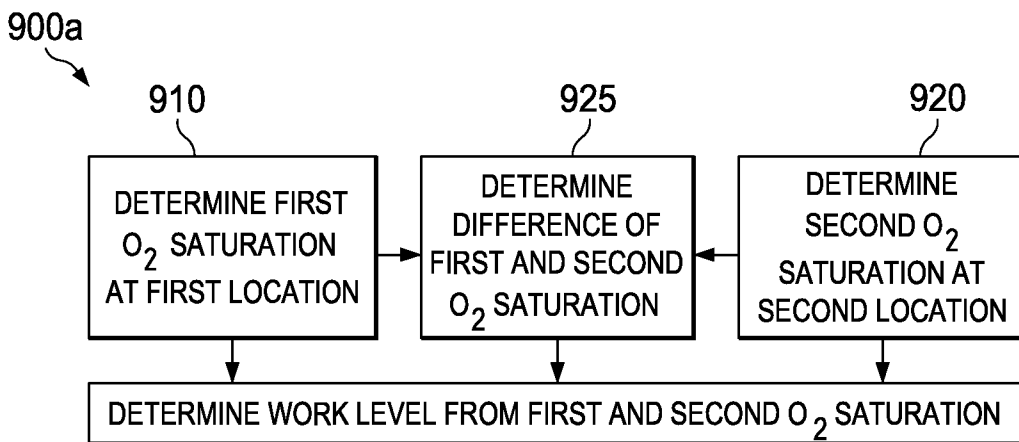 900a
910
925
920
DETERMINE FIRST
O2 SATURATION
AT FIRST LOCATION
DETERMINE
DIFFERENCE OF
FIRST AND SECOND
O2 SATURATION
DETERMINE
SECOND O2
SATURATION AT
SECOND LOCATION
DETERMINE WORK LEVEL FROM FIRST AND SECOND O2 SATURATION